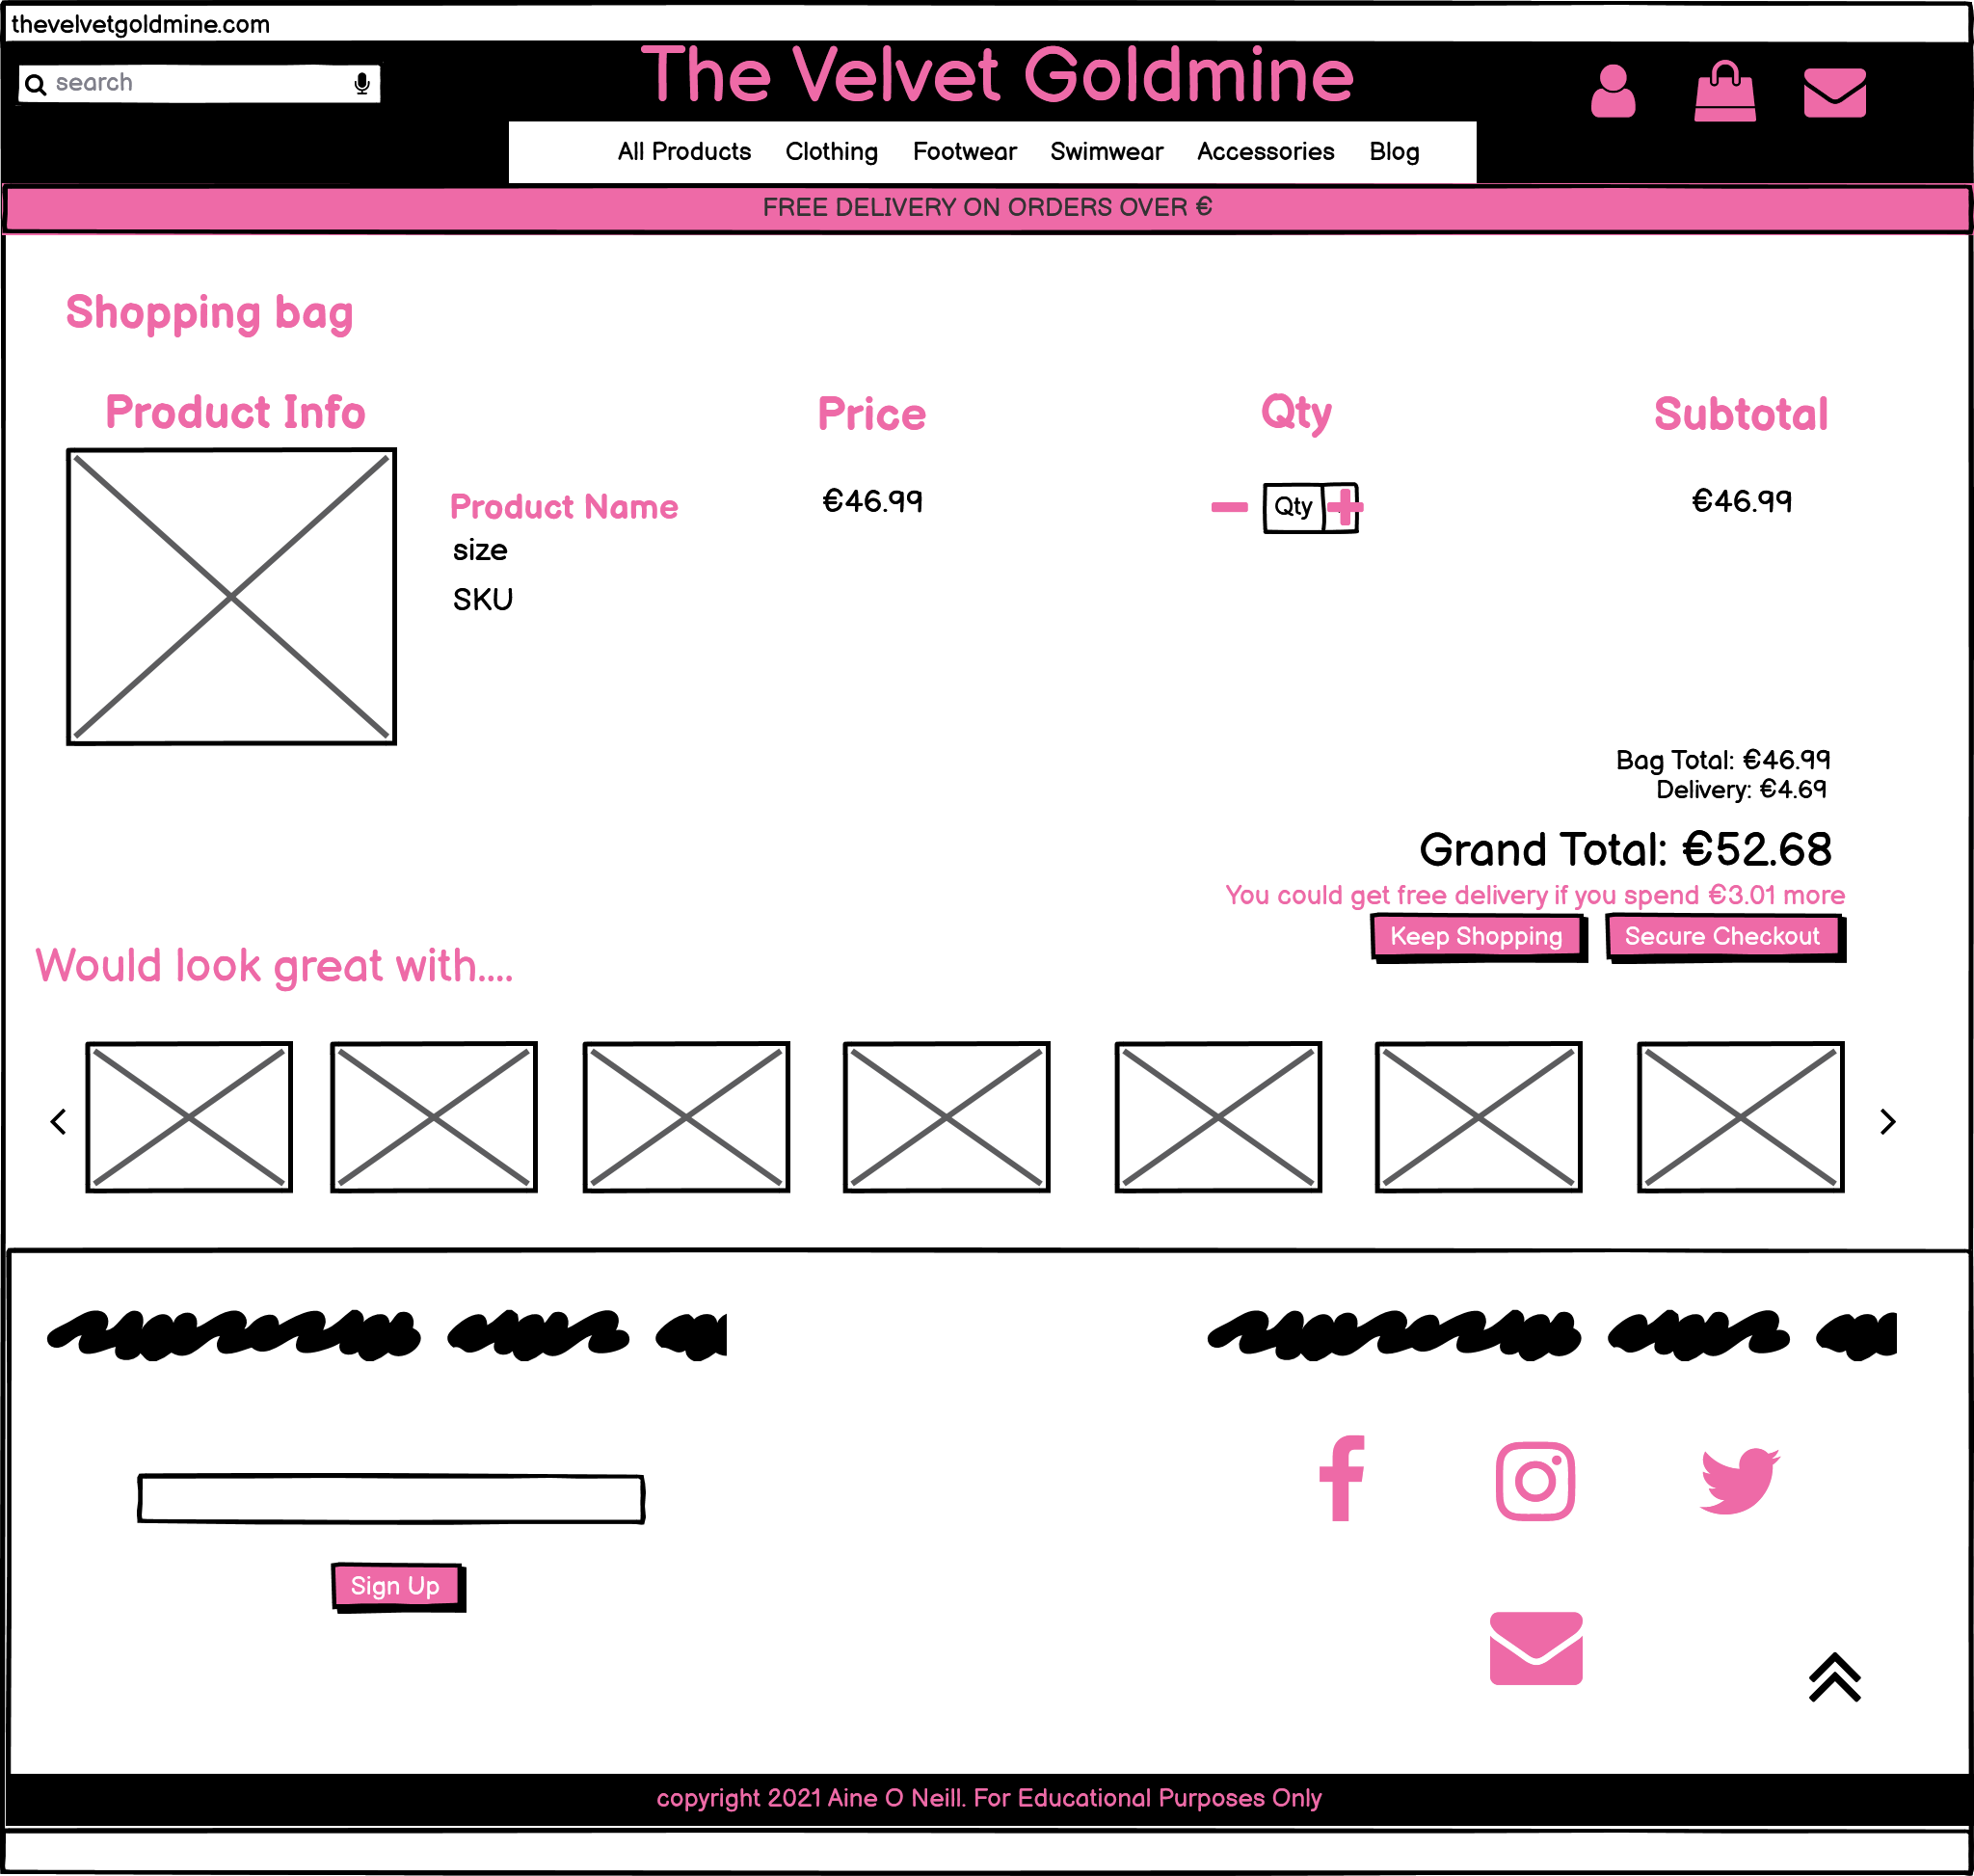 thevelvetgoldmine.com
The Velvet Goldmine
search
All Products Clothing Footwear Swimwear Accessories Blog
FREE DELIVERY ON ORDERS OVER €
Shopping bag
Product Info Price Qty Subtotal
Product Name €46.99 Qty €46.99
size
SKU
Bag Total: €46.99
Delivery: €4.69
Grand Total: €52.68
You could get free delivery if you spend €3.01 more
Keep Shopping Secure Checkout
Would look great with....
Sign Up
copyright 2021 Aine O Neill. For Educational Purposes Only